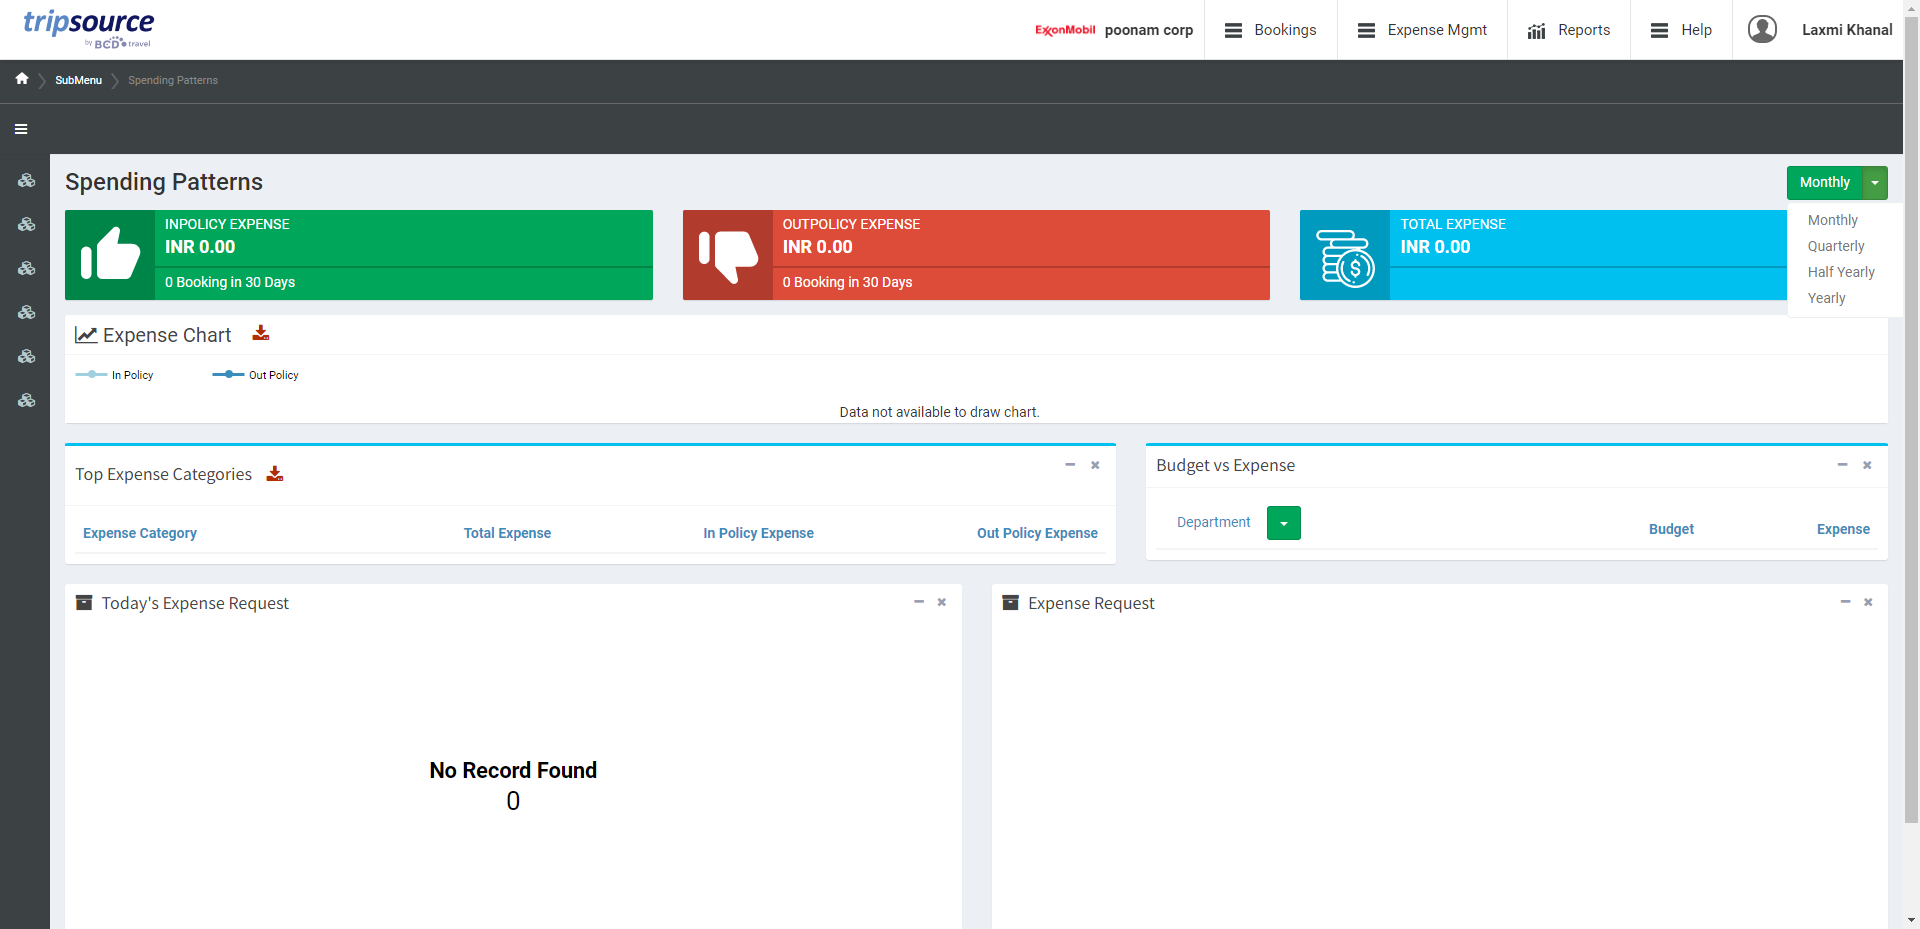 tripsource
by BCD travel
ExxonMobil poonam corp
Bookings
Expense Mgmt
Reports
Help
Laxmi Khanal
SubMenu
Spending Patterns
Spending Patterns
Monthly
Monthly
Quarterly
Half Yearly
Yearly
INPOLICY EXPENSE
INR 0.00
0 Booking in 30 Days
OUTPOLICY EXPENSE
INR 0.00
0 Booking in 30 Days
TOTAL EXPENSE
INR 0.00
Expense Chart
In Policy
Out Policy
Data not available to draw chart.
Top Expense Categories
Expense Category
Total Expense
In Policy Expense
Out Policy Expense
Budget vs Expense
Department
Budget
Expense
Today's Expense Request
No Record Found
0
Expense Request